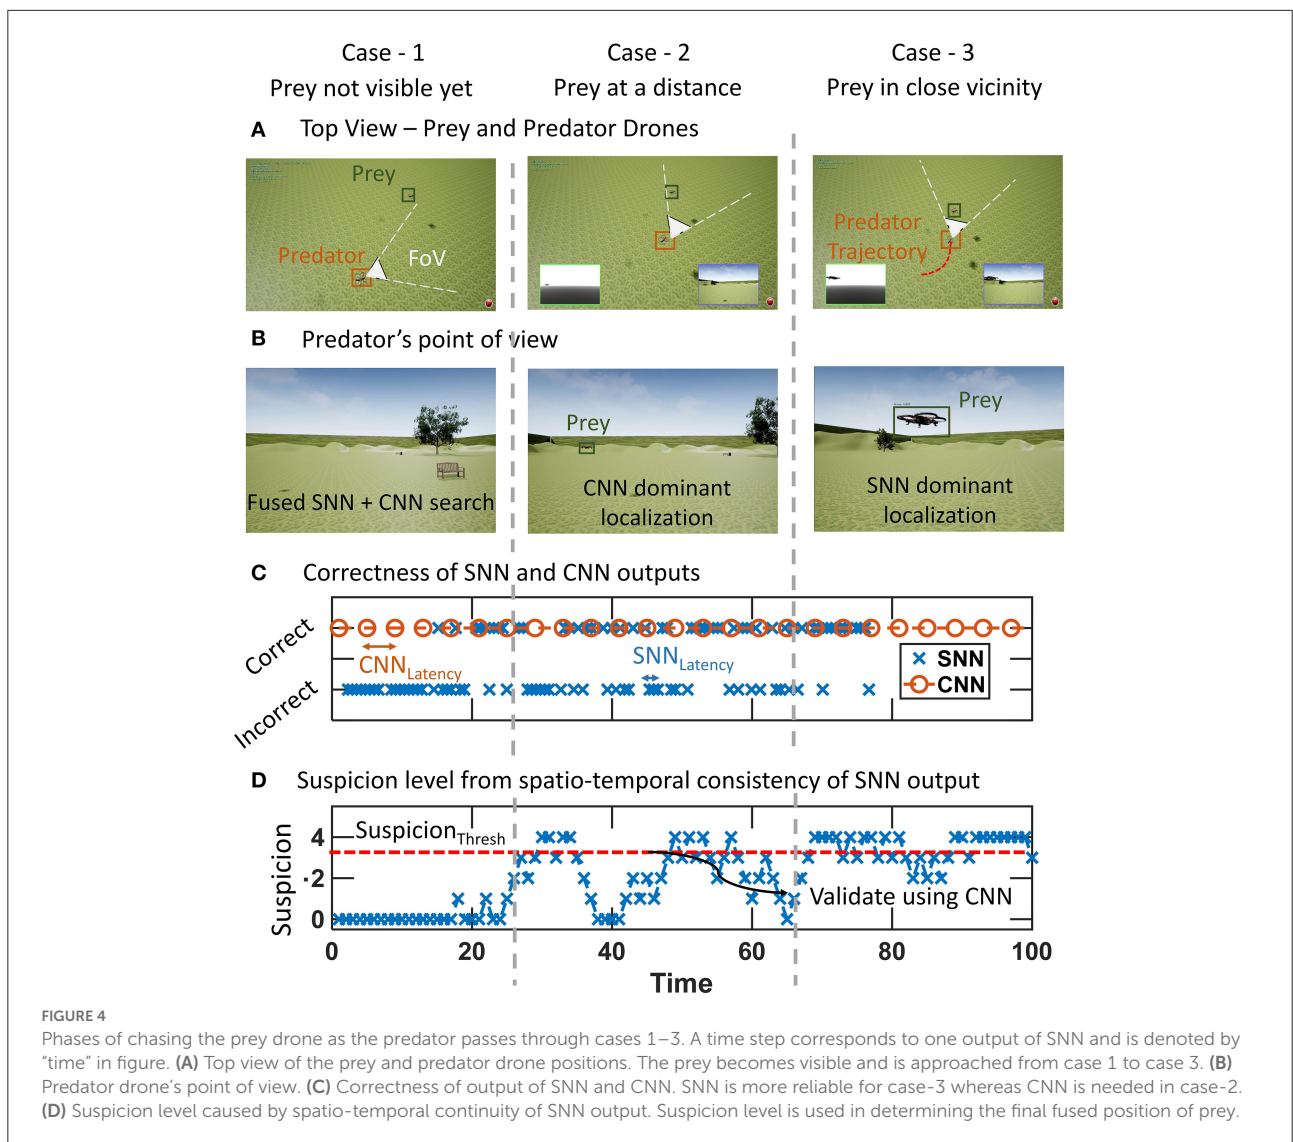 Case - 1
Prey not visible yet
Case - 2
Prey at a distance
Case - 3
Prey in close vicinity
A Top View – Prey and Predator Drones
Prey
Predator
FoV
Predator
Trajectory
B Predator's point of view
Fused SNN + CNN search
Prey
CNN dominant
localization
Prey
SNN dominant
localization
C Correctness of SNN and CNN outputs
Correct
Incorrect
CNN Latency
SNN Latency
SNN
CNN
D Suspicion level from spatio-temporal consistency of SNN output
Suspicion
4
-2
0
Suspicion Thresh
Validate using CNN
0 20 40 60 80 100
Time
FIGURE 4
Phases of chasing the prey drone as the predator passes through cases 1–3. A time step corresponds to one output of SNN and is denoted by
"time" in figure. (A) Top view of the prey and predator drone positions. The prey becomes visible and is approached from case 1 to case 3. (B)
Predator drone's point of view. (C) Correctness of output of SNN and CNN. SNN is more reliable for case-3 whereas CNN is needed in case-2.
(D) Suspicion level caused by spatio-temporal continuity of SNN output. Suspicion level is used in determining the final fused position of prey.